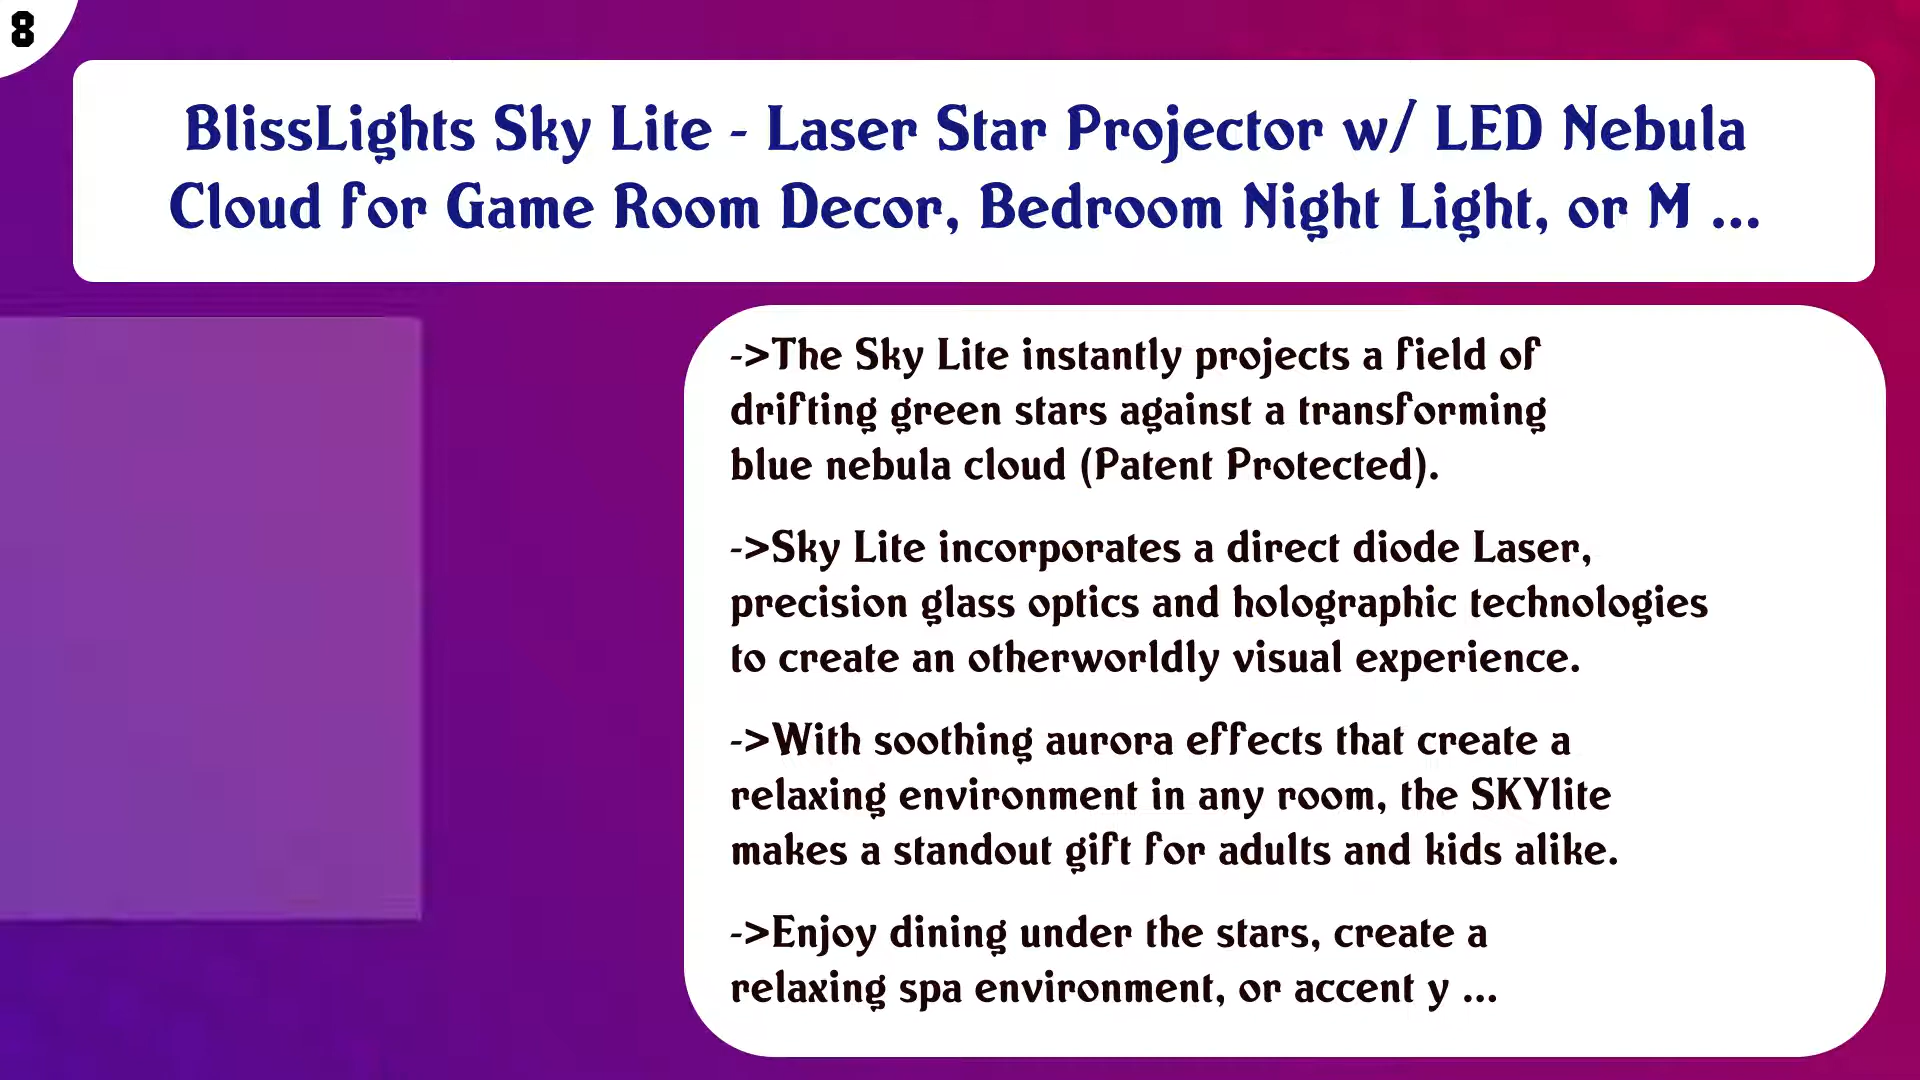 8
BlissLights Sky Lite - Laser Star Projector w/ LED Nebula
Cloud for Game Room Decor, Bedroom Night Light, or M ...
->The Sky Lite instantly projects a field of
drifting green stars against a transforming
blue nebula cloud (Patent Protected).
->Sky Lite incorporates a direct diode Laser,
precision glass optics and holographic technologies
to create an otherworldly visual experience.
->With soothing aurora effects that create a
relaxing environment in any room, the SKYlite
makes a standout gift for adults and kids alike.
->Enjoy dining under the stars, create a
relaxing spa environment, or accent y ...